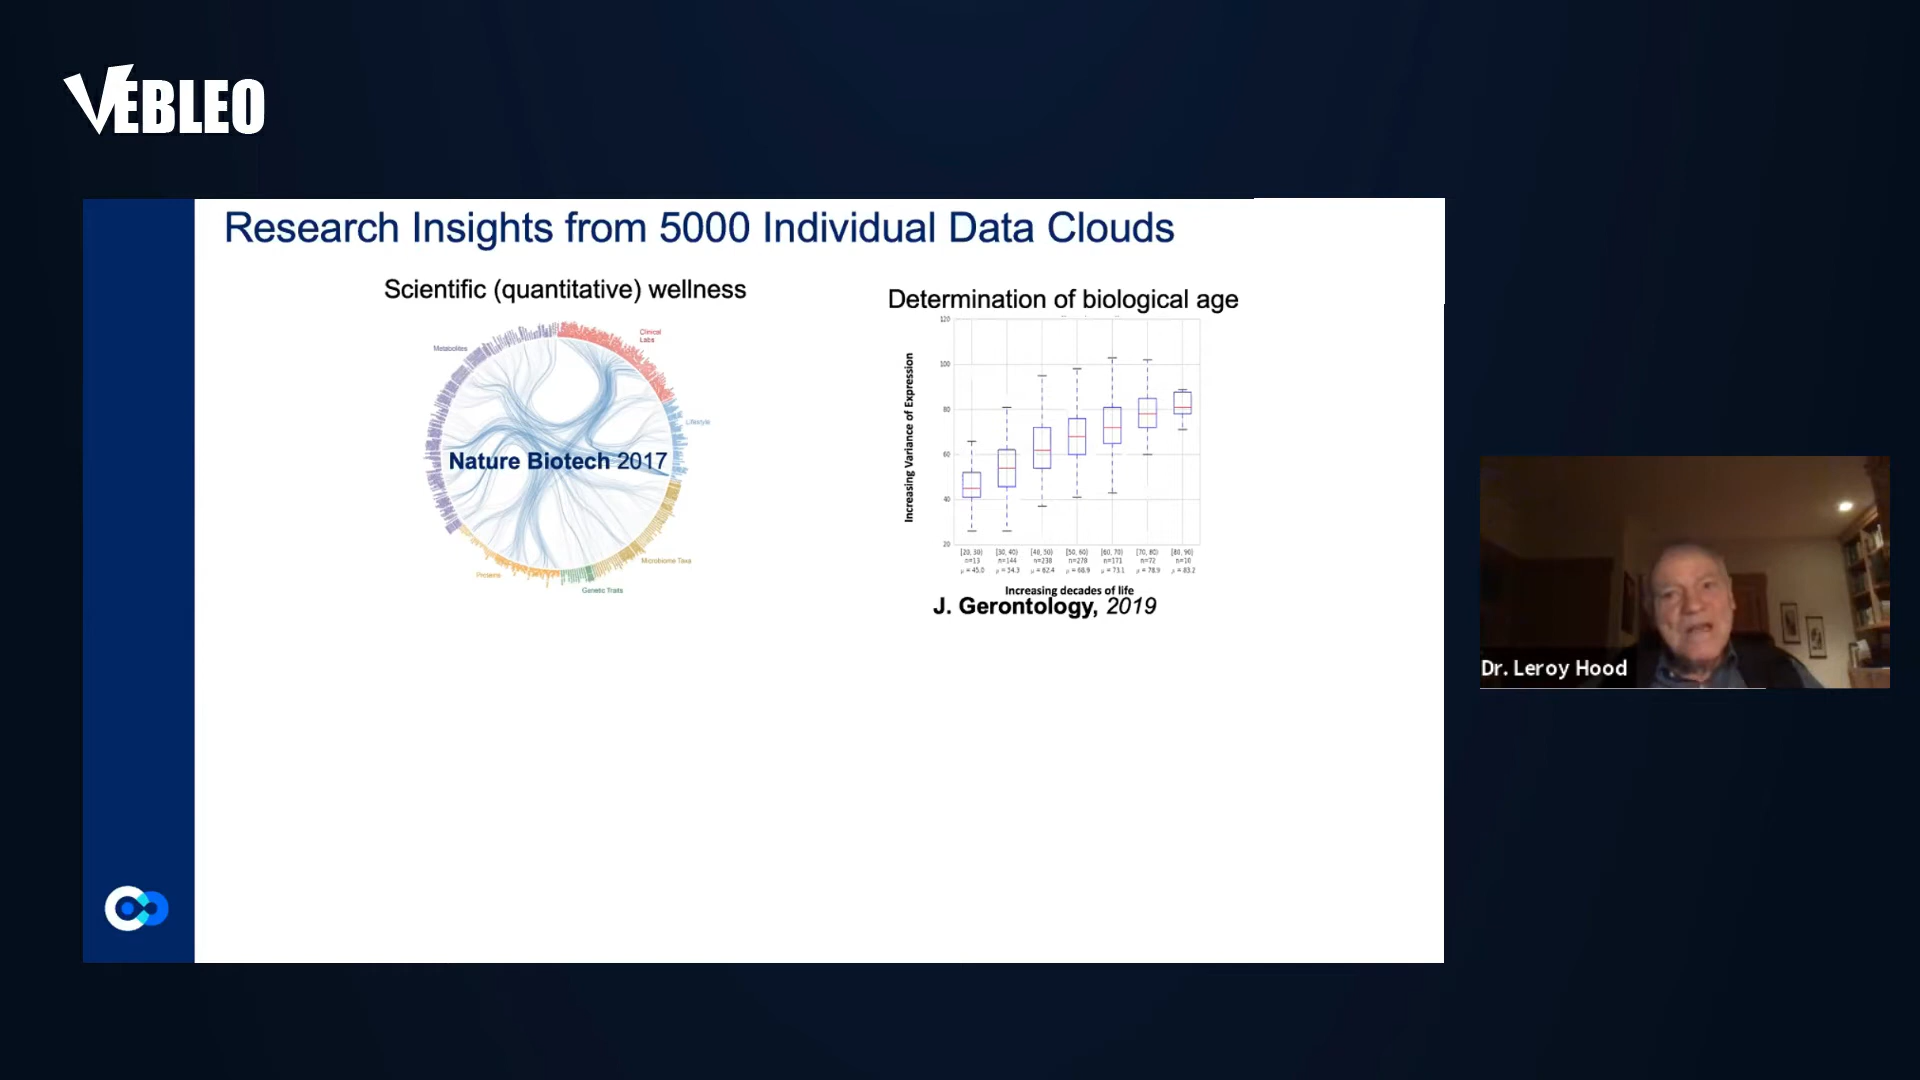 VEBLEO
Research Insights from 5000 Individual Data Clouds
Scientific (quantitative) wellness
Metabolites
Clinical
Labs
Lifestyle
Nature Biotech 2017
Microbiome Taxa
Proteins
Genetic Traits
Determination of biological age
Increasing Variance of Expression
120
100
80
60
40
20
[20, 30) [30, 40) [40, 50) [50, 60) [60, 70) [70, 80) [80, 90]
n=13 n=144 n=238 n=278 n=171 n=72 n=10
μ = 45.0 μ = 54.3 μ = 62.4 μ = 68.9 μ = 73.1 μ = 78.9 μ = 83.2
Increasing decades of life
J. Gerontology, 2019
Dr. Leroy Hood